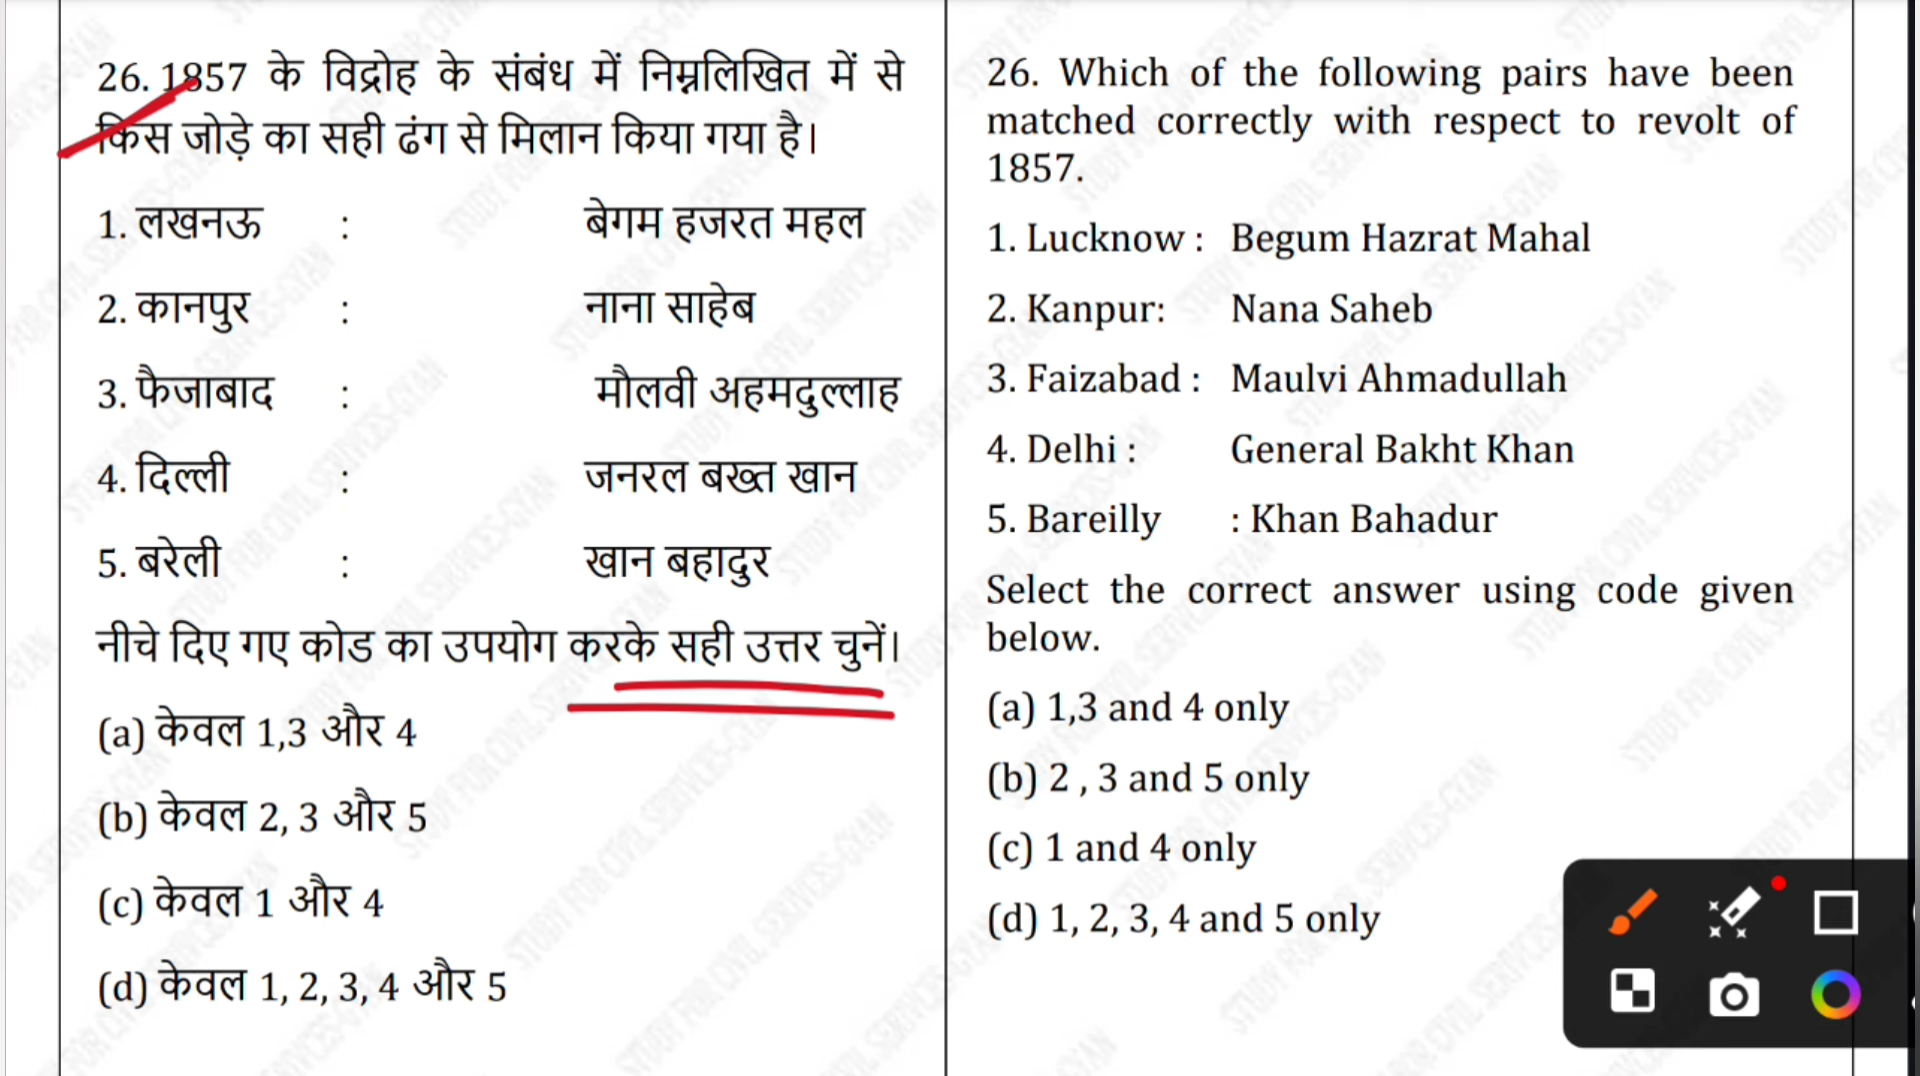 26. 1857 के विद्रोह के संबंध में निम्नलिखित में से
किस जोड़े का सही ढंग से मिलान किया गया है।
1. लखनऊ : बेगम हजरत महल
2. कानपुर : नाना साहेब
3. फैजाबाद : मौलवी अहमदुल्लाह
4. दिल्ली : जनरल बख्त खान
5. बरेली : खान बहादुर
नीचे दिए गए कोड का उपयोग करके सही उत्तर चुनें।
(a) केवल 1,3 और 4
(b) केवल 2, 3 और 5
(c) केवल 1 और 4
(d) केवल 1, 2, 3, 4 और 5
26. Which of the following pairs have been
matched correctly with respect to revolt of
1857.
1. Lucknow : Begum Hazrat Mahal
2. Kanpur: Nana Saheb
3. Faizabad : Maulvi Ahmadullah
4. Delhi : General Bakht Khan
5. Bareilly : Khan Bahadur
Select the correct answer using code given
below.
(a) 1,3 and 4 only
(b) 2 , 3 and 5 only
(c) 1 and 4 only
(d) 1, 2, 3, 4 and 5 only